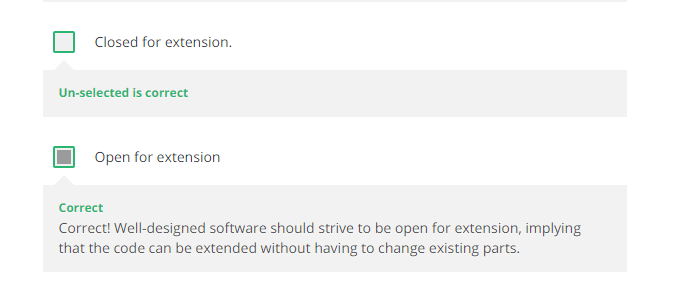 Closed for extension.
Un-selected is correct
Open for extension
Correct
Correct! Well-designed software should strive to be open for extension, implying
that the code can be extended without having to change existing parts.